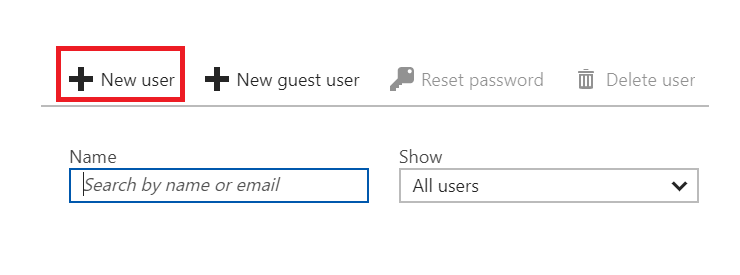 New user New guest user Reset password Delete user
Name Show
Search by name or email All users